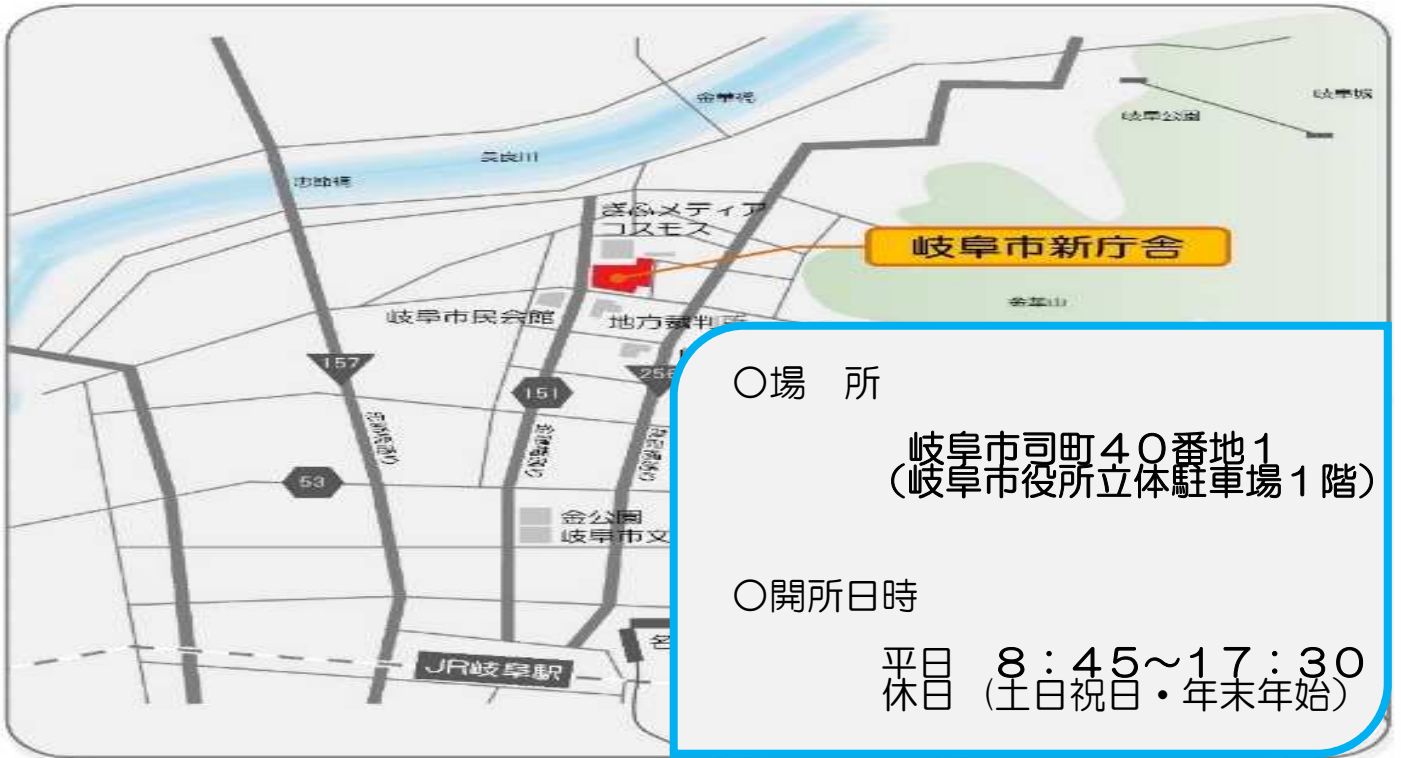 金華橋
岐阜城
岐阜公園
長良川
忠節橋
ぎふメディア
コスモス
岐阜市新庁舎
金華山
岐阜市民会館
地方裁判所
157
151
256
53
金公園
岐阜市文
名
JR岐阜駅
○場　所
岐阜市司町４０番地１
（岐阜市役所立体駐車場１階）
○開所日時
平日　８：４５～１７：３０
休日（土日祝日・年末年始）